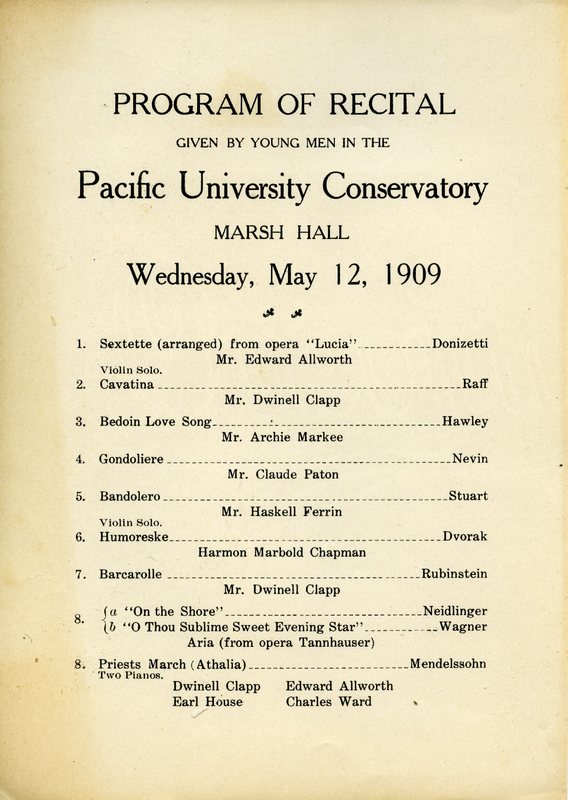 PROGRAM OF RECITAL
GIVEN BY YOUNG MEN IN THE
Pacific University Conservatory
MARSH HALL
Wednesday, May 12, 1909
1. Sextette (arranged) from opera "Lucia" Donizetti
Mr. Edward Allworth
Violin Solo.
2. Cavatina Raff
Mr. Dwinell Clapp
3. Bedoin Love Song Hawley
Mr. Archie Markee
4. Gondoliere Nevin
Mr. Claude Paton
5. Bandolero Stuart
Mr. Haskell Ferrin
Violin Solo.
6. Humoreske Dvorak
Harmon Marbold Chapman
7. Barcarolle Rubinstein
Mr. Dwinell Clapp
8. { a "On the Shore" Neidlinger
{ b "O Thou Sublime Sweet Evening Star" Wagner
Aria (from opera Tannhauser)
8. Priests March (Athalia) Mendelssohn
Two Pianos.
Dwinell Clapp Edward Allworth
Earl House Charles Ward